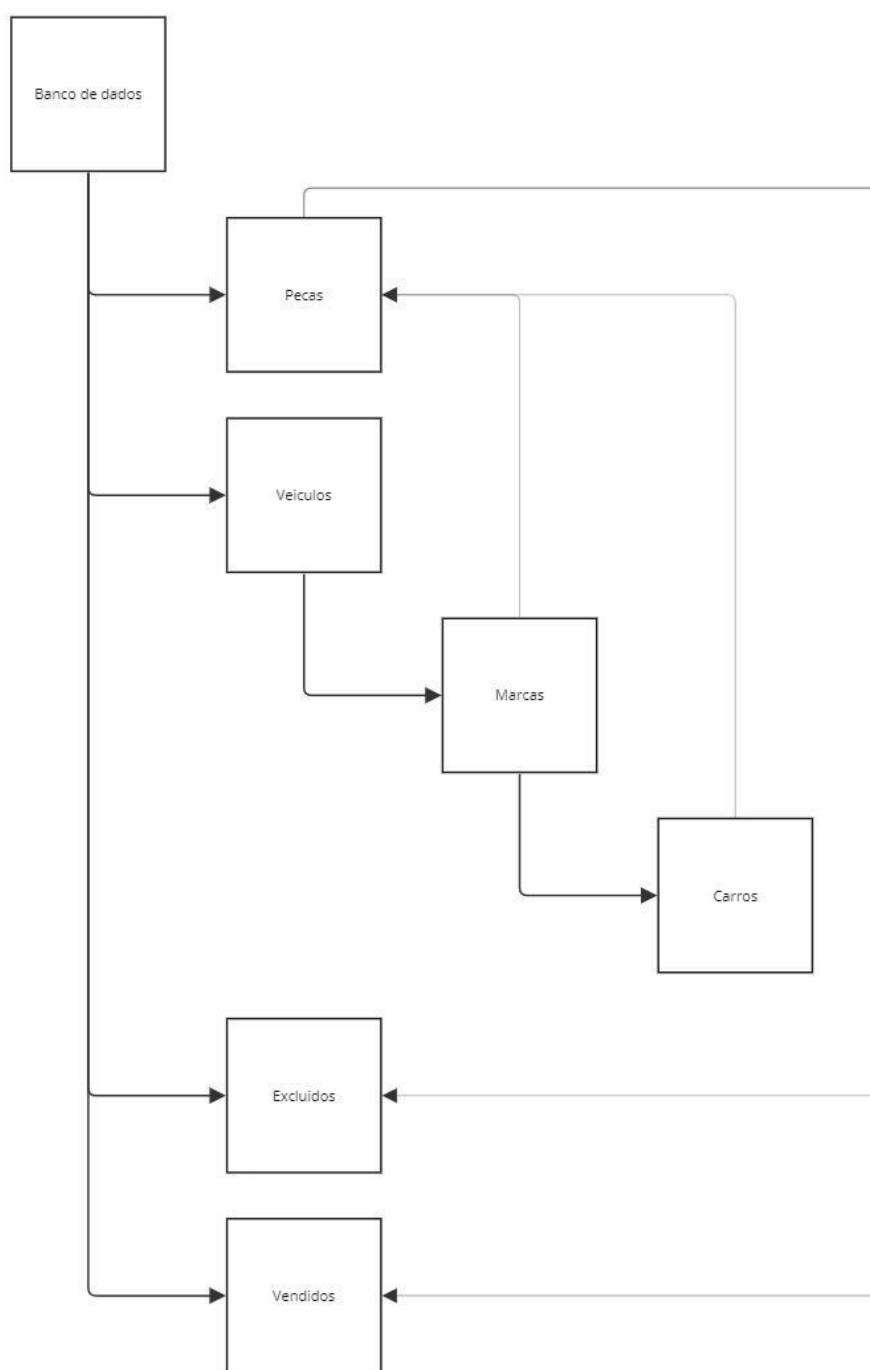 Banco de dados
Pecas
Veiculos
Marcas
Carros
Excluidos
Vendidos